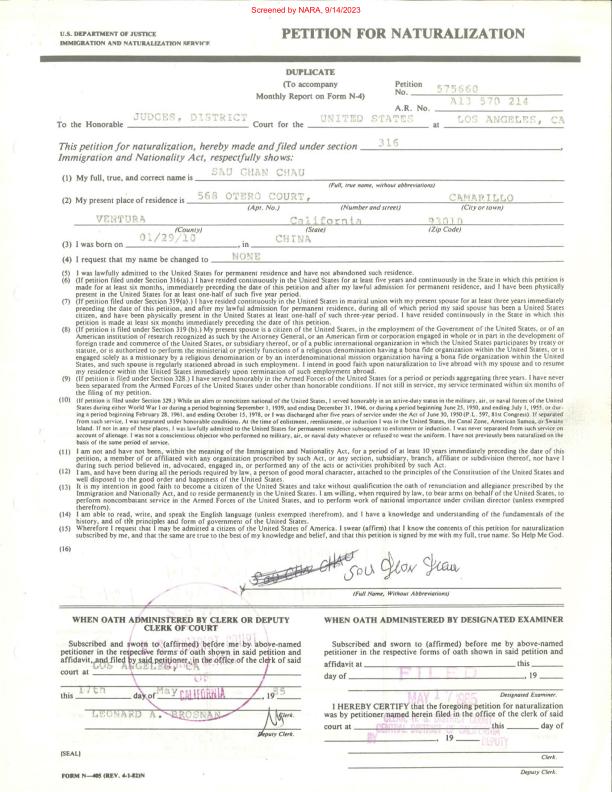 Screened by NARA, 9/14/2023
U.S. DEPARTMENT OF JUSTICE
IMMIGRATION AND NATURALIZATION SERVICE
PETITION FOR NATURALIZATION
DUPLICATE
(To accompany
Monthly Report on Form N-4)
Petition No. 575660
A.R. No. A13 570 214
To the Honorable JUDGES, DISTRICT Court for the UNITED STATES at LOS ANGELES, CA
This petition for naturalization, hereby made and filed under section 316,
Immigration and Nationality Act, respectfully shows:
(1) My full, true, and correct name is SAU CHAN CHAU
(Full, true name, without abbreviations)
(2) My present place of residence is 568 OTERO COURT, CAMARILLO
(Apt. No.) (Number and street) (City or town)
VENTURA California 93010
(County) (State) (Zip Code)
(3) I was born on 01/29/10, in CHINA
(4) I request that my name be changed to NONE
(5) I was lawfully admitted to the United States for permanent residence and have not abandoned such residence.
(6) (If petition filed under Section 316(a).) I have resided continuously in the United States for at least five years and continuously in the State in which this petition is
made for at least six months, immediately preceding the date of this petition and after my lawful admission for permanent residence, and I have been physically
present in the United States for at least one-half of such five year period.
(7) (If petition filed under Section 319(a).) I have resided continuously in the United States in marital union with my present spouse for at least three years immediately
preceding the date of this petition, and after my lawful admission for permanent residence, during all of which period my said spouse has been a United States
citizen, and have been physically present in the United States at least one-half of such three-year period. I have resided continuously in the State in which this
petition is made at least six months immediately preceding the date of this petition.
(8) (If petition filed under Section 319 (b).) My present spouse is a citizen of the United States, in the employment of the Government of the United States, or of an
American institution of research recognized as such by the Attorney General, or an American firm or corporation engaged in whole or in part in the development of
foreign trade and commerce of the United States, or subsidiary thereof, or of a public international organization in which the United States participates by treaty or
statute, or is authorized to perform the ministerial or priestly functions of a religious denomination having a bona fide organization within the United States, or is
engaged solely as a missionary by a religious denomination or by an interdenominational mission organization having a bona fide organization within the United
States, and such spouse is regularly stationed abroad in such employment. I intend in good faith upon naturalization to live abroad with my spouse and to resume
my residence within the United States immediately upon termination of such employment abroad.
(9) (If petition filed under Section 328.) I have served honorably in the Armed Forces of the United States for a period or periods aggregating three years. I have never
been separated from the Armed Forces of the United States under other than honorable conditions. If not still in service, my service terminated within six months of
the filing of my petition.
(10) (If petition filed under Section 329.) While an alien or noncitizen national of the United States, I served honorably in an active-duty status in the military, air, or naval forces of the United
States during either World War I or during a period beginning September 1, 1939, and ending December 31, 1946, or during a period beginning June 25, 1950, and ending July 1, 1955, or dur-
ing a period beginning February 28, 1961, and ending October 15, 1978, or I was discharged after five years of service under the Act of June 30, 1950 (P.L. 597, 81st Congress). If separated
from such service, I was separated under honorable conditions. At the time of enlistment, reenlistment, or induction I was in the United States, the Canal Zone, American Samoa, or Swains
Island. If not in any of these places, I was lawfully admitted to the United States for permanent residence subsequent to enlistment or induction. I was never separated from such service on
account of alienage. I was not a conscientious objector who performed no military, air, or naval duty whatever or refused to wear the uniform. I have not previously been naturalized on the
basis of the same period of service.
(11) I am not and have not been, within the meaning of the Immigration and Nationality Act, for a period of at least 10 years immediately preceding the date of this
petition, a member of or affiliated with any organization proscribed by such Act, or any section, subsidiary, branch, affiliate or subdivision thereof, nor have I
during such period believed in, advocated, engaged in, or performed any of the acts or activities prohibited by such Act.
(12) I am, and have been during all the periods required by law, a person of good moral character, attached to the principles of the Constitution of the United States and
well disposed to the good order and happiness of the United States.
(13) It is my intention in good faith to become a citizen of the United States and take without qualification the oath of renunciation and allegiance prescribed by the
Immigration and Nationality Act, and to reside permanently in the United States. I am willing, when required by law, to bear arms on behalf of the United States, to
perform noncombatant service in the Armed Forces of the United States, and to perform work of national importance under civilian director (unless exempted
therefrom).
(14) I am able to read, write, and speak the English language (unless exempted therefrom), and I have a knowledge and understanding of the fundamentals of the
history, and of the principles and form of government of the United States.
(15) Wherefore I request that I may be admitted a citizen of the United States of America. I swear (affirm) that I know the contents of this petition for naturalization
subscribed by me, and that the same are true to the best of my knowledge and belief, and that this petition is signed by me with my full, true name. So Help Me God.
(16)
x SAU CHAN CHAU
(Full Name, Without Abbreviations)
WHEN OATH ADMINISTERED BY CLERK OR DEPUTY
CLERK OF COURT
Subscribed and sworn to (affirmed) before me by above-named
petitioner in the respective forms of oath shown in said petition and
affidavit, and filed by said petitioner, in the office of the clerk of said
court at LOS ANGELES, CA
OF
this 17th day of May CALIFORNIA, 1985
LEONARD A. BROSNAN Clerk.
Deputy Clerk.
(SEAL)
FORM N—405 (REV. 4-1-82)N
WHEN OATH ADMINISTERED BY DESIGNATED EXAMINER
Subscribed and sworn to (affirmed) before me by above-named
petitioner in the respective forms of oath shown in said petition and
affidavit at this
day of , 19
FILED
Designated Examiner.
MAY 17 1985
I HEREBY CERTIFY that the foregoing petition for naturalization
was by petitioner named herein filed in the office of the clerk of said
court at this day of
CENTRAL DISTRICT OF CALIFORNIA
BY , 19 DEPUTY
Clerk.
Deputy Clerk.